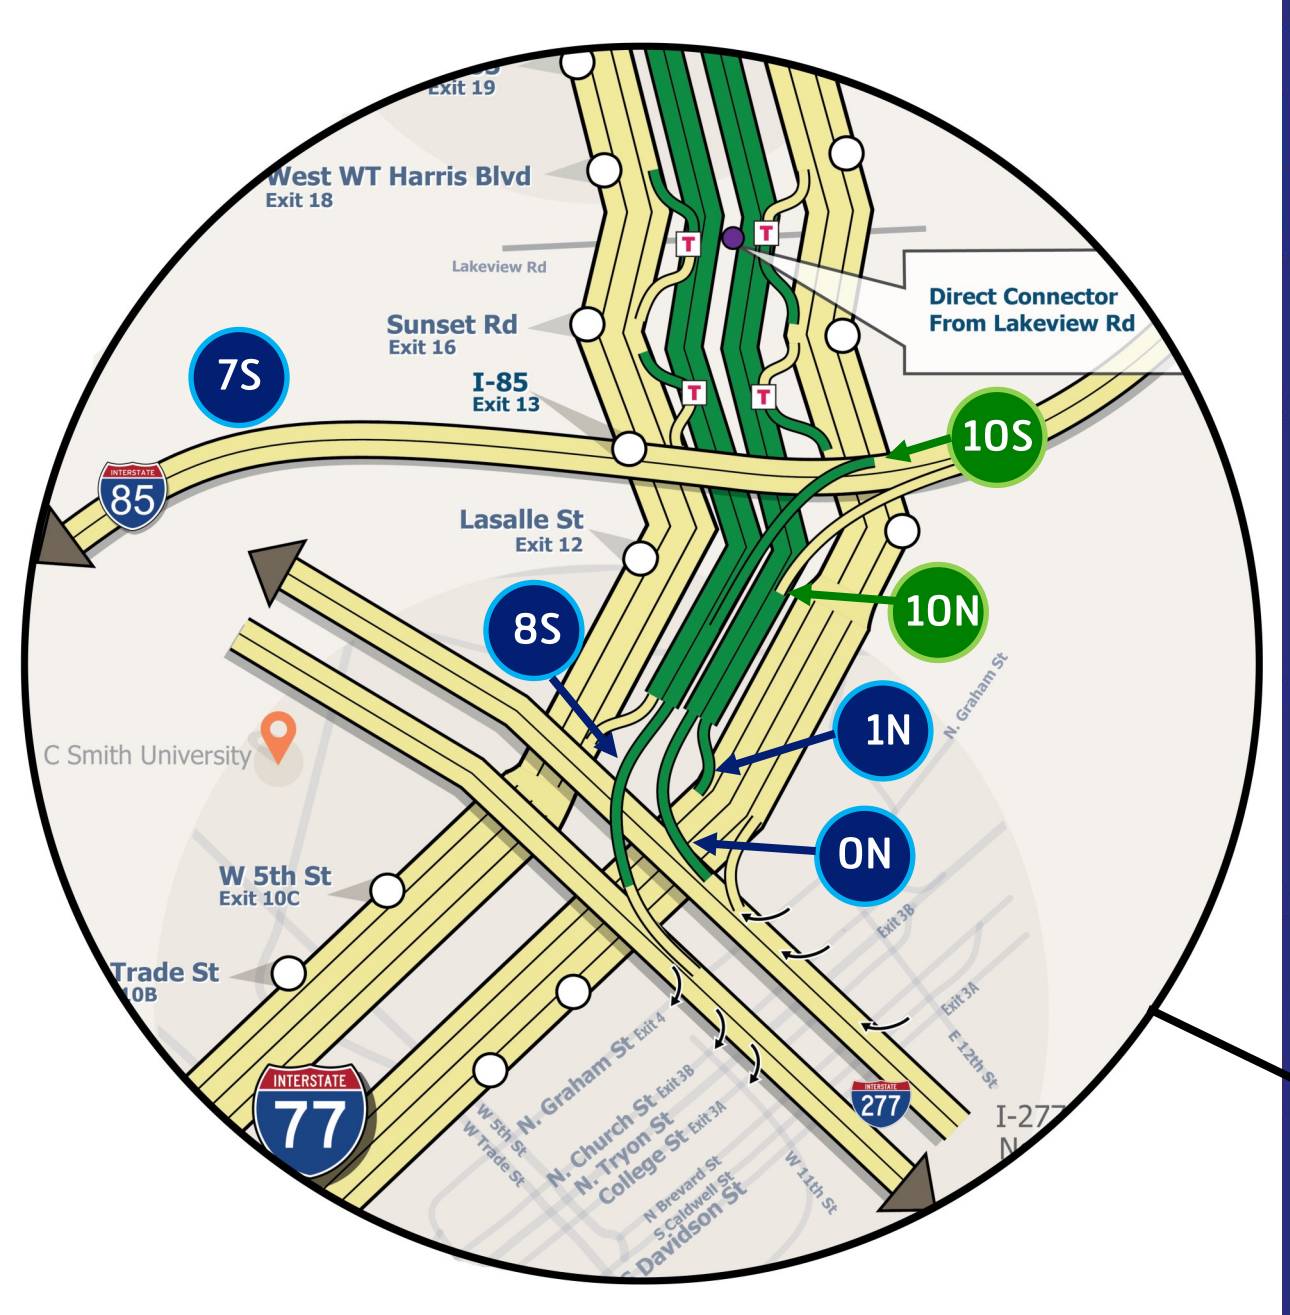 Exit 19
West WT Harris Blvd
Exit 18
T
T
Lakeview Rd
Direct Connector
From Lakeview Rd
Sunset Rd
Exit 16
7S
I-85
Exit 13
T
T
10S
INTERSTATE
85
Lasalle St
Exit 12
8S
10N
N. Graham St
1N
C Smith University
0N
W 5th St
Exit 10C
Exit 3B
Trade St
10B
Exit 3A
E 12th St
N. Graham St Exit 4
INTERSTATE
77
INTERSTATE
277
I-277
N. Church St Exit 3B
N. Tryon St
College St Exit 3A
W 5th St
W Trade St
W 11th St
N Brevard St
S Caldwell St
S Davidson St